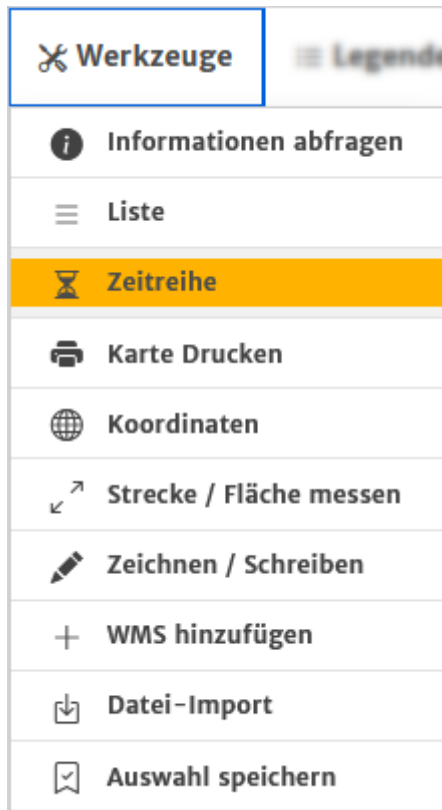 Werkzeuge
Informationen abfragen
Liste
Zeitreihe
Karte Drucken
Koordinaten
Strecke / Fläche messen
Zeichnen / Schreiben
WMS hinzufügen
Datei-Import
Auswahl speichern